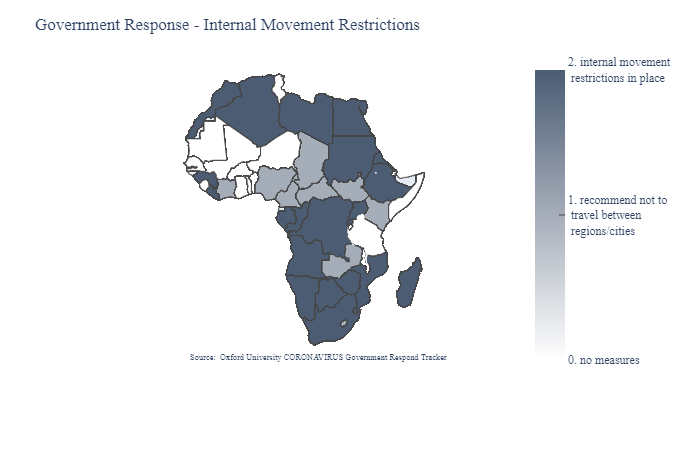 Government Response - Internal Movement Restrictions
2. internal movement
restrictions in place
1. recommend not to
travel between
regions/cities
0. no measures
Source: Oxford University CORONAVIRUS Government Respond Tracker